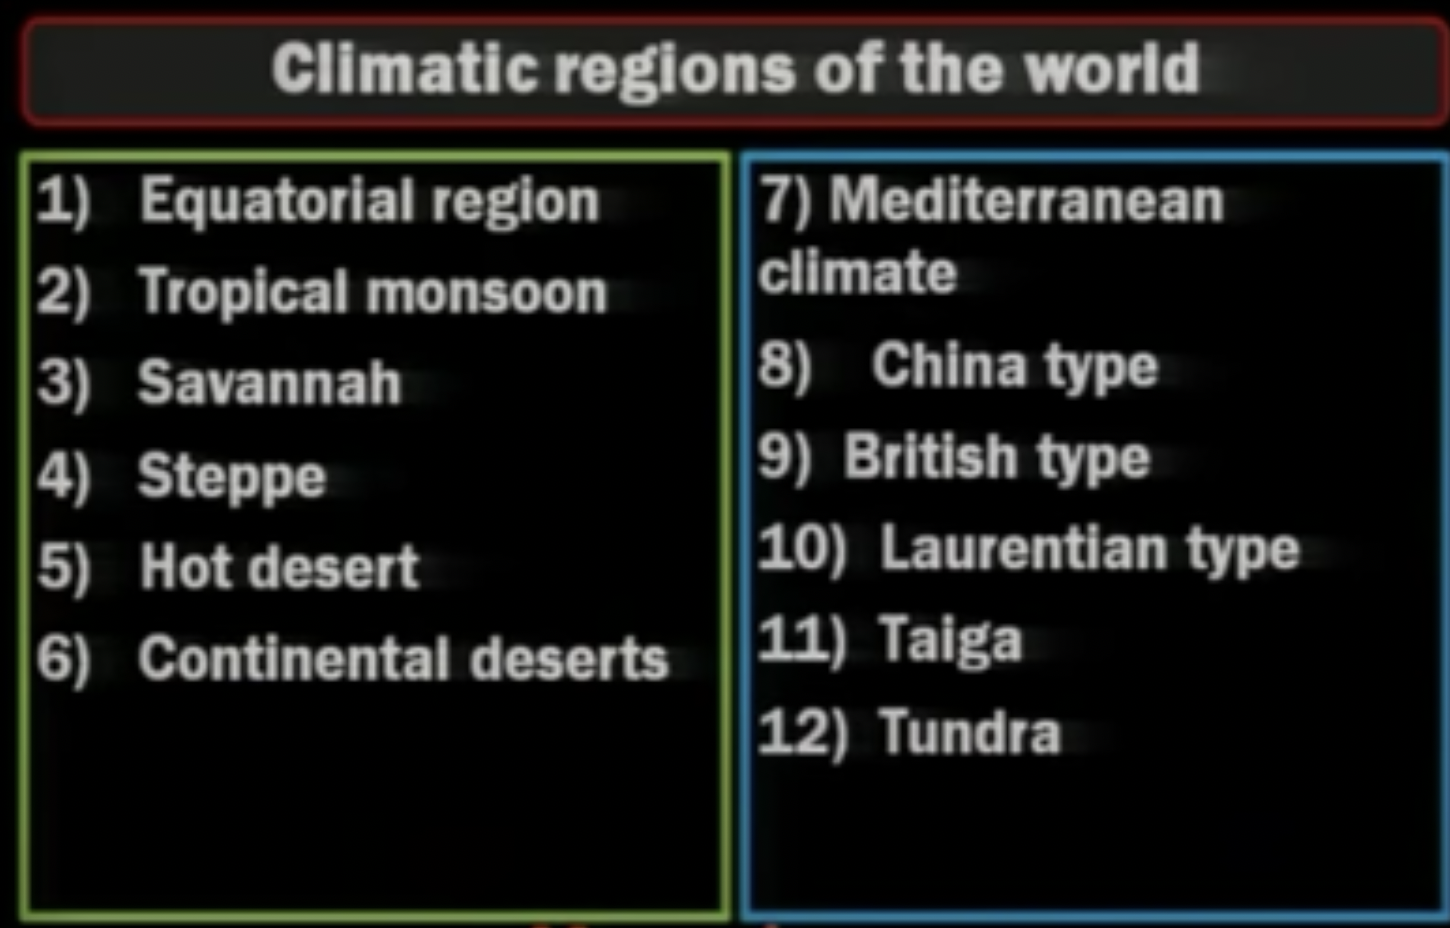 Climatic regions of the world
1) Equatorial region
2) Tropical monsoon
3) Savannah
4) Steppe
5) Hot desert
6) Continental deserts
7) Mediterranean
climate
8) China type
9) British type
10) Laurentian type
11) Taiga
12) Tundra